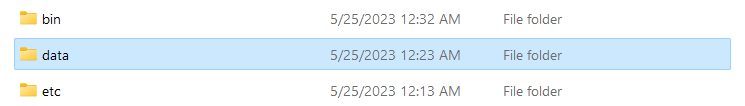 bin 5/25/2023 12:32 AM File folder
data 5/25/2023 12:23 AM File folder
etc 5/25/2023 12:13 AM File folder